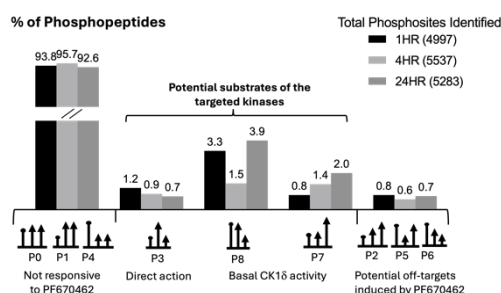 % of Phosphopeptides
Total Phosphosites Identified
1HR (4997)
4HR (5537)
24HR (5283)
93.8 95.7 92.6
Potential substrates of the
targeted kinases
1.2 0.9 0.7
3.3 1.5 3.9
0.8 1.4 2.0
0.8 0.6 0.7
P0 P1 P4 P3 P8 P7 P2 P5 P6
Not responsive
to PF670462
Direct action
Basal CK1δ activity
Potential off-targets
induced by PF670462